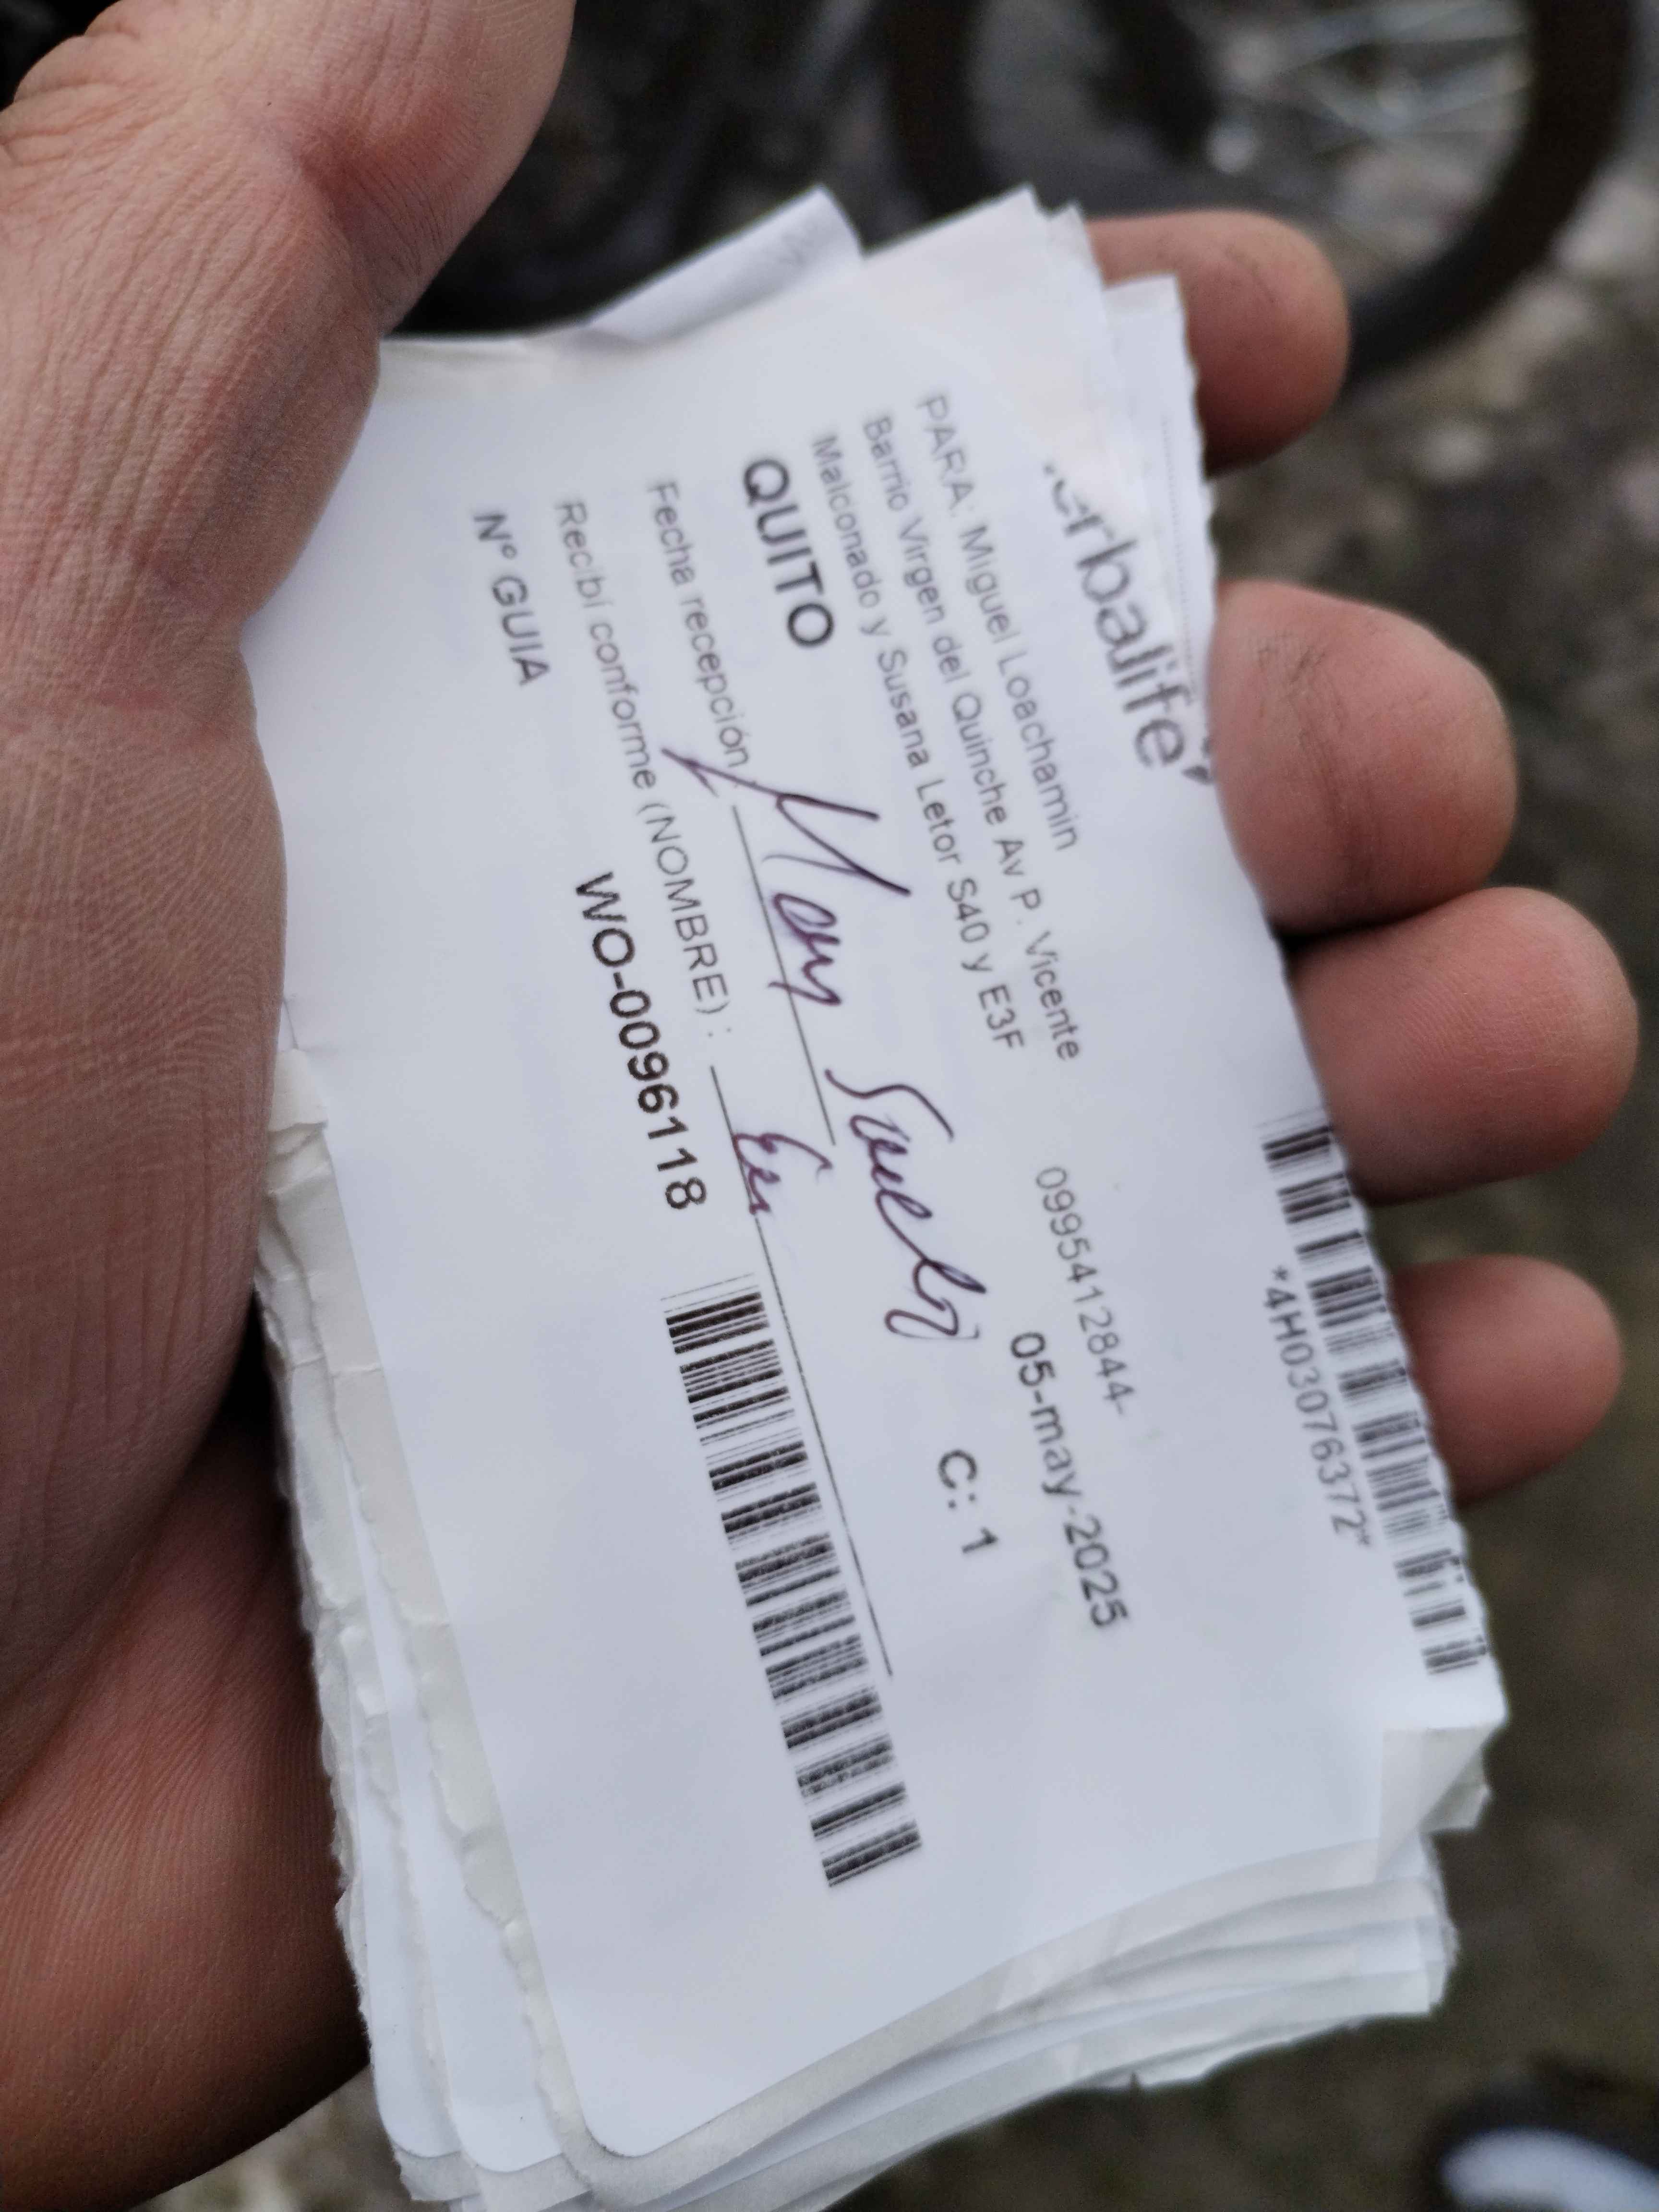 erbalife
*4H03076372*
PARA: Miguel Loachamin
Barrio Virgen del Quinche Av P. Vicente 0995412844-
Maldonado y Susana Letor S40 y E3F
05-may-2025
QUITO C: 1
Fecha recepción
Recibí conforme (NOMBRE) :
Nº GUIA WO-0096118